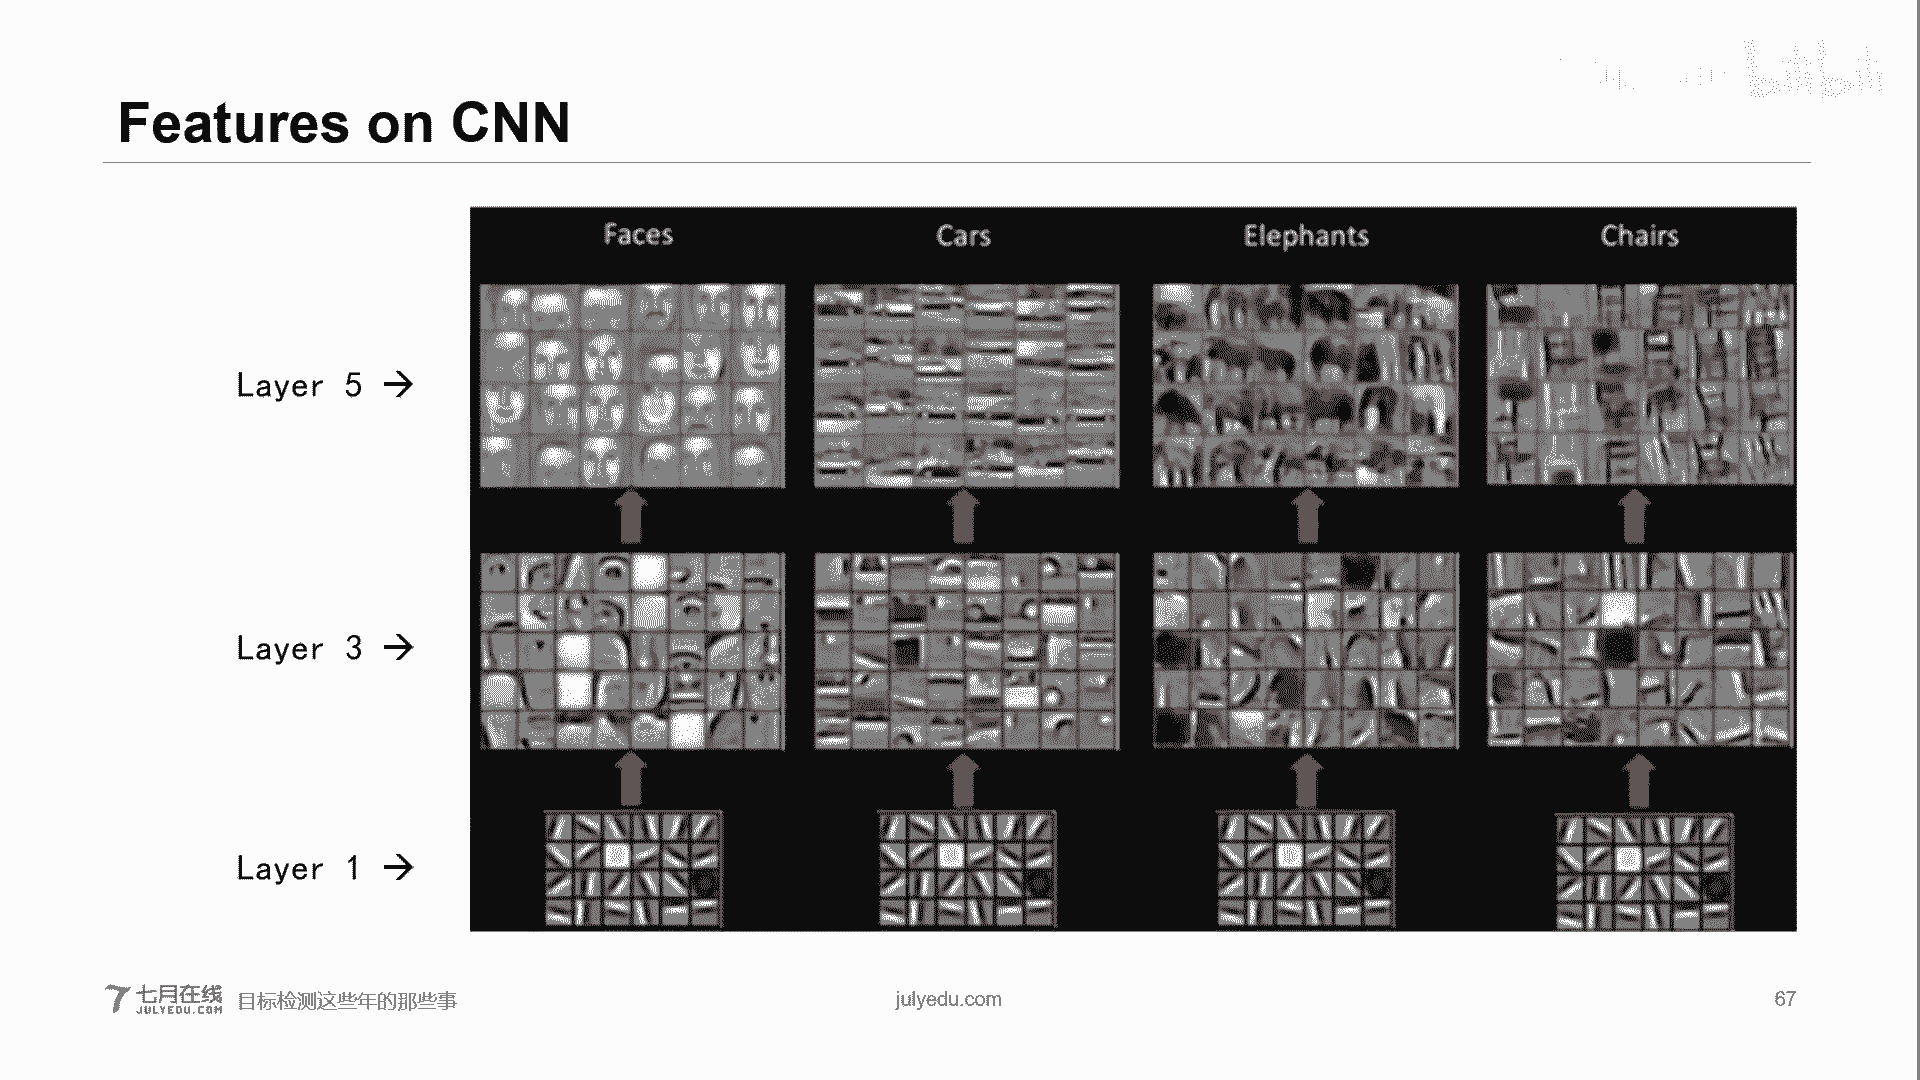 bilibili
Features on CNN
Faces Cars Elephants Chairs
Layer 5 →
Layer 3 →
Layer 1 →
七月在线
JULYEDU.COM
目标检测这些年的那些事
julyedu.com
67